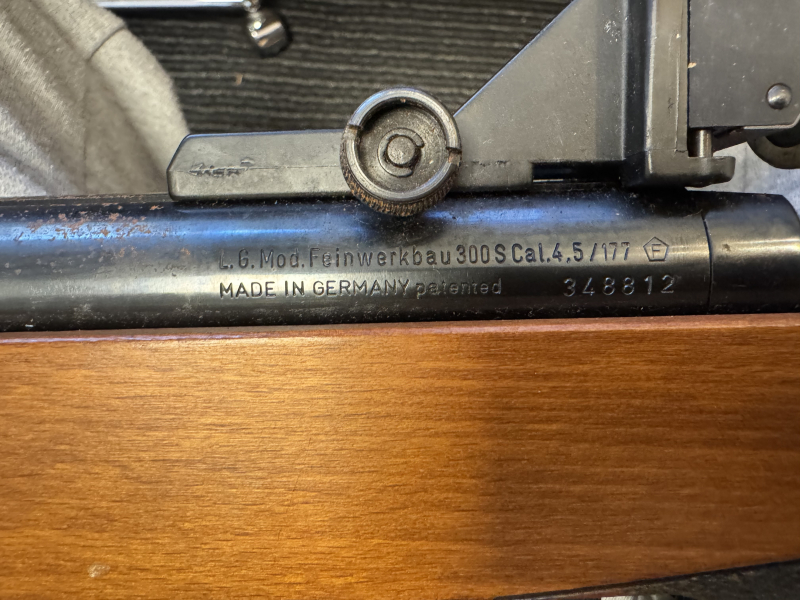 L.G. Mod. Feinwerkbau 300 S Cal. 4,5 /177 F
MADE IN GERMANY patented 348812